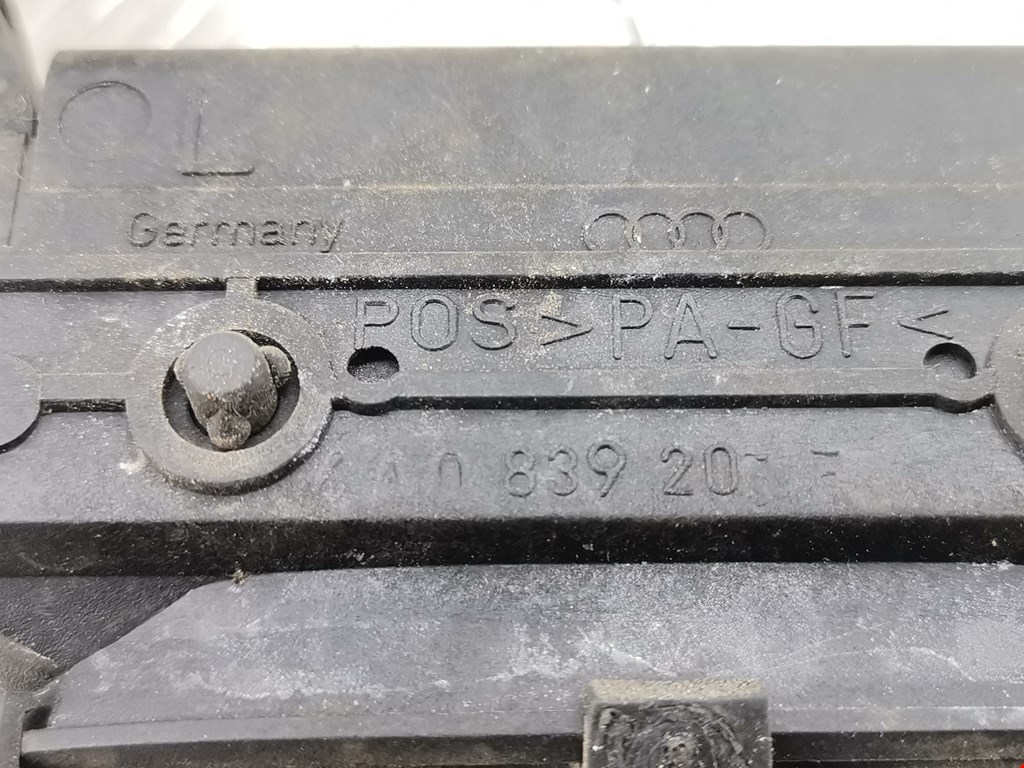 L
Germany
POS >PA-GF<
839